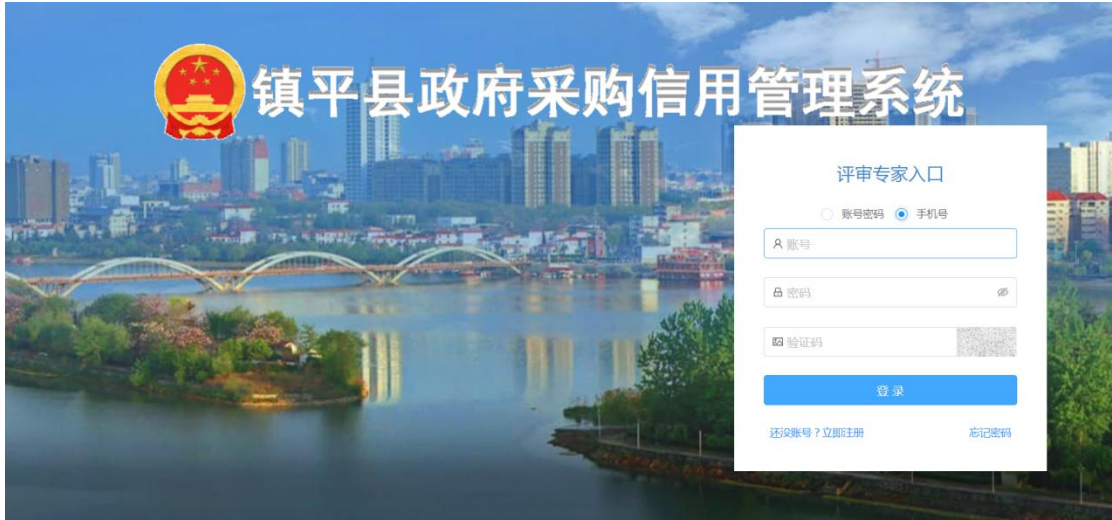 镇平县政府采购信用管理系统
评审专家入口
账号密码 手机号
账号
密码
验证码
登录
还没账号？立即注册 忘记密码